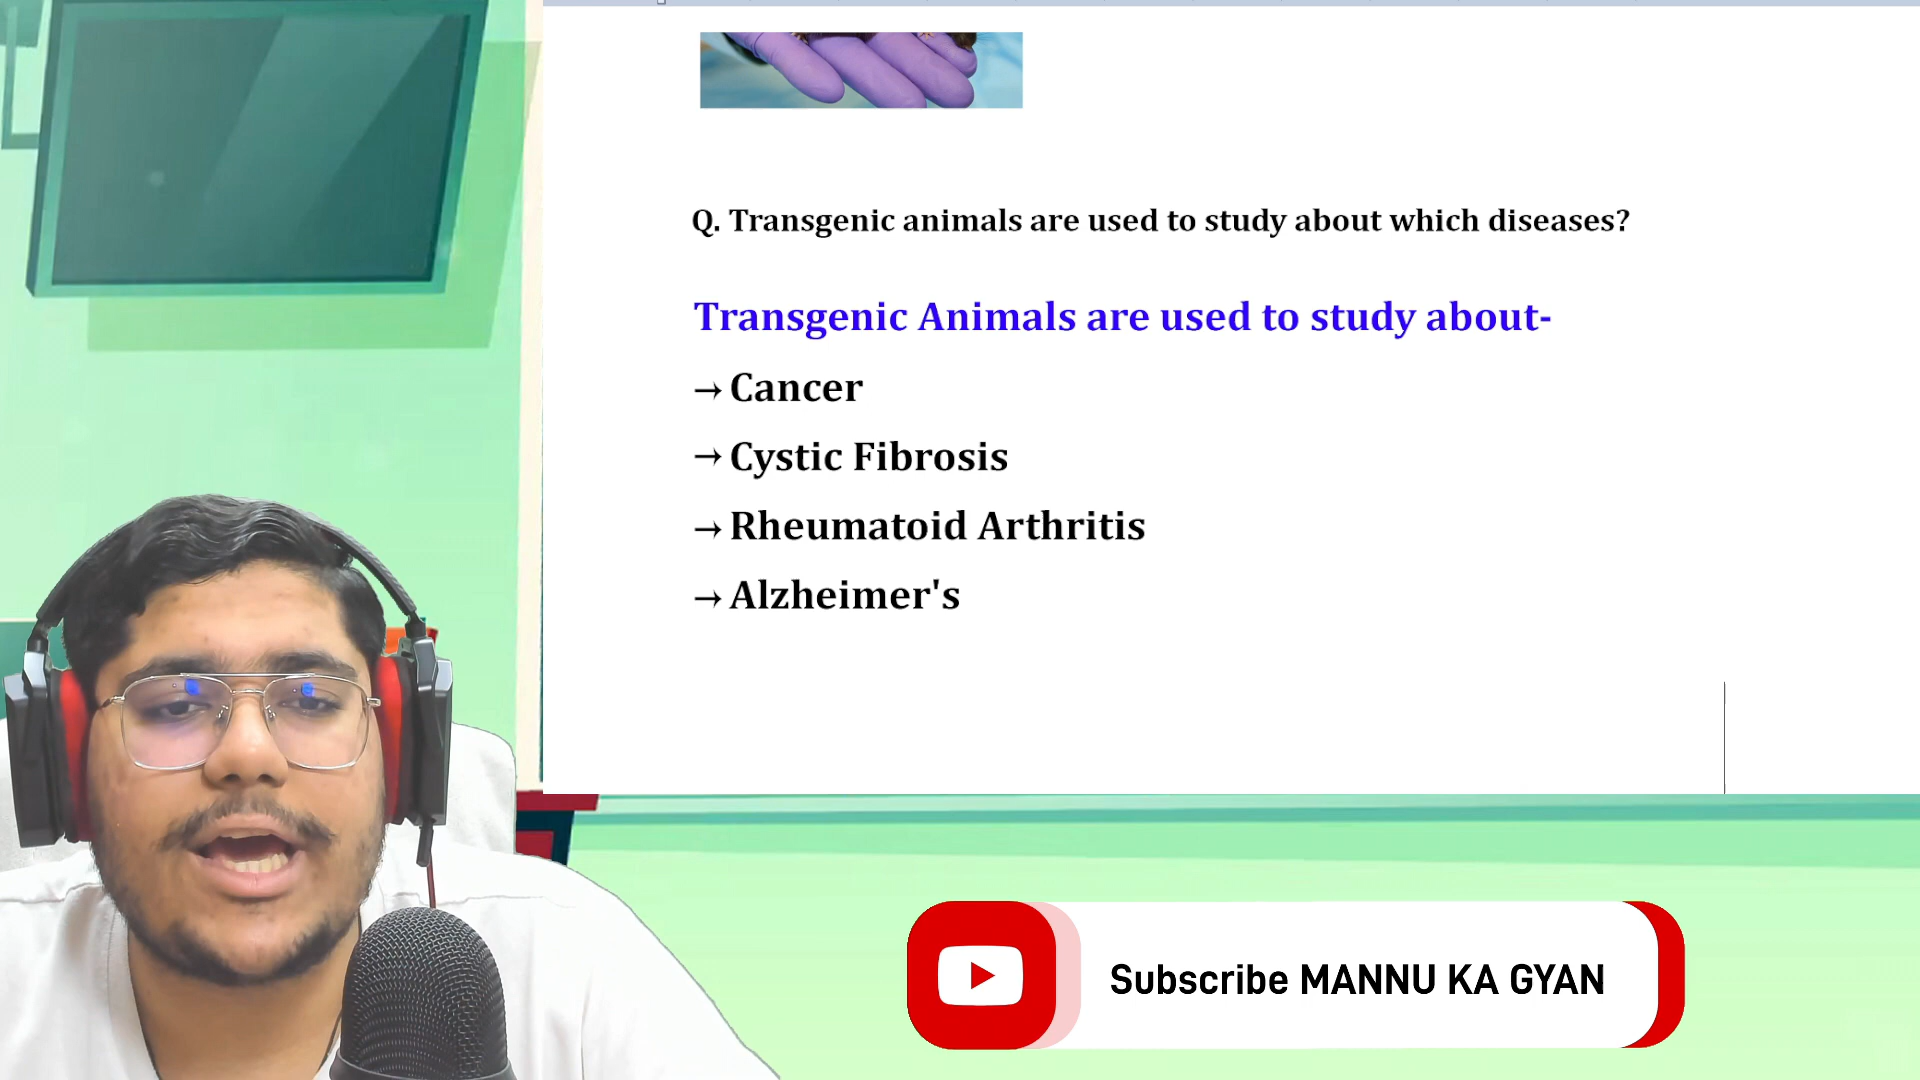 Q. Transgenic animals are used to study about which diseases?
Transgenic Animals are used to study about-
→ Cancer
→ Cystic Fibrosis
→ Rheumatoid Arthritis
→ Alzheimer's
Subscribe MANNU KA GYAN